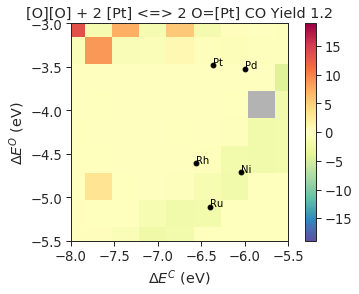 [O][O] + 2 [Pt] <=> 2 O=[Pt] CO Yield 1.2
−3.0
−3.5
−4.0
−4.5
−5.0
−5.5
ΔE^O (eV)
Pt
Pd
Rh
Ni
Ru
−8.0 −7.5 −7.0 −6.5 −6.0 −5.5
ΔE^C (eV)
15
10
5
0
−5
−10
−15